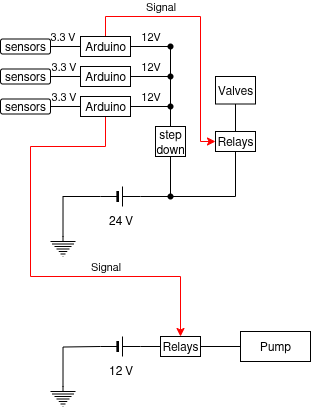 Signal
sensors 3.3 V Arduino 12V
sensors 3.3 V Arduino 12V
sensors 3.3 V Arduino 12V
Valves
step
down
Relays
24 V
Signal
Relays
Pump
12 V